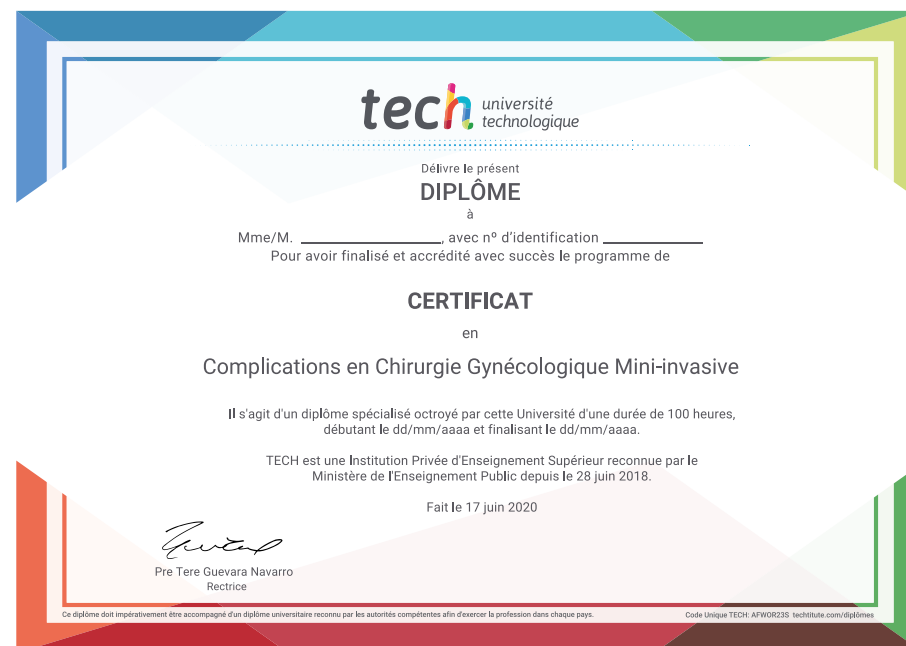 tech université
technologique
Délivre le présent
DIPLÔME
à
Mme/M. ____________________, avec nº d'identification ______________
Pour avoir finalisé et accrédité avec succès le programme de
CERTIFICAT
en
Complications en Chirurgie Gynécologique Mini-invasive
Il s'agit d'un diplôme spécialisé octroyé par cette Université d'une durée de 100 heures,
débutant le dd/mm/aaaa et finalisant le dd/mm/aaaa.
TECH est une Institution Privée d'Enseignement Supérieur reconnue par le
Ministère de l'Enseignement Public depuis le 28 juin 2018.
Fait le 17 juin 2020
Pre Tere Guevara Navarro
Rectrice
Ce diplôme doit impérativement être accompagné d'un diplôme universitaire reconnu par les autorités compétentes afin d'exercer la profession dans chaque pays.
Code Unique TECH: AFWOR23S techtitute.com/diplômes